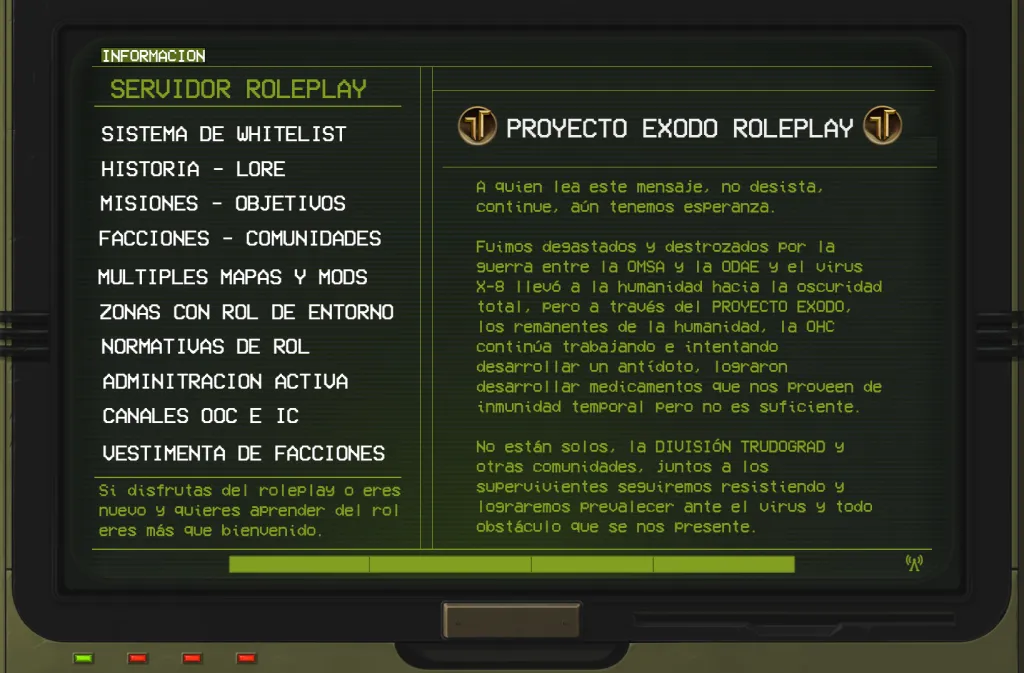 INFORMACION
SERVIDOR ROLEPLAY
SISTEMA DE WHITELIST
HISTORIA - LORE
MISIONES - OBJETIVOS
FACCIONES - COMUNIDADES
MULTIPLES MAPAS Y MODS
ZONAS CON ROL DE ENTORNO
NORMATIVAS DE ROL
ADMINITRACION ACTIVA
CANALES OOC E IC
VESTIMENTA DE FACCIONES
Si disfrutas del roleplay o eres
nuevo y quieres aprender del rol
eres más que bienvenido.
PROYECTO EXODO ROLEPLAY
A quien lea este mensaje, no desista,
continue, aún tenemos esperanza.
Fuimos degastados y destrozados por la
guerra entre la OMSA y la ODAE y el virus
X-8 llevó a la humanidad hacia la oscuridad
total, pero a través del PROYECTO EXODO,
los remanentes de la humanidad, la OHC
continúa trabajando e intentando
desarrollar un antídoto, lograron
desarrollar medicamentos que nos proveen de
inmunidad temporal pero no es suficiente.
No están solos, la DIVISIÓN TRUDOGRAD y
otras comunidades, juntos a los
supervivientes seguiremos resistiendo y
lograremos prevalecer ante el virus y todo
obstáculo que se nos presente.